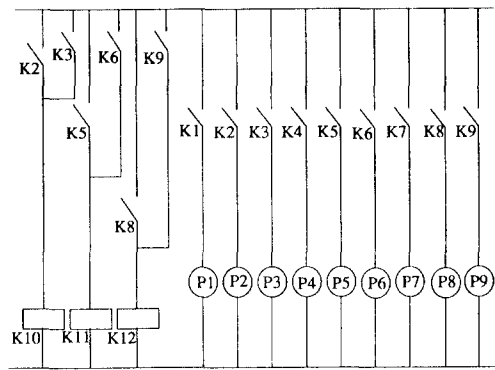 K2 K3 K6 K9
K5 K1 K2 K3 K4 K5 K6 K7 K8 K9
K8
P1 P2 P3 P4 P5 P6 P7 P8 P9
K10 K11 K12